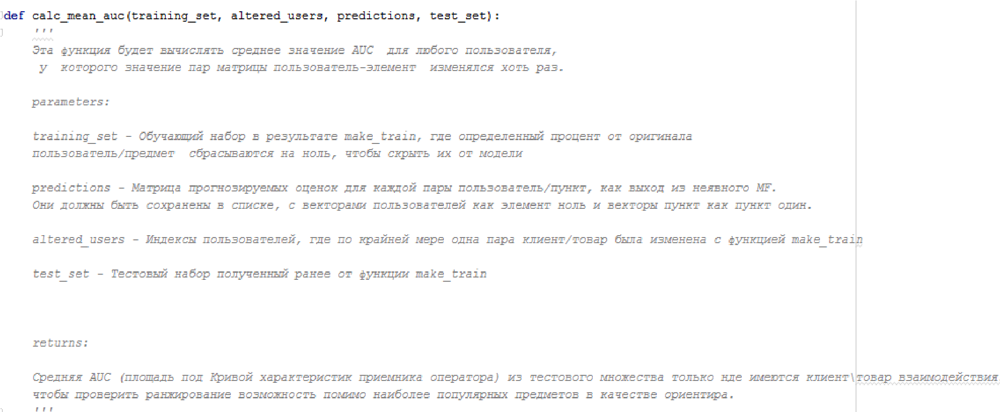 def calc_mean_auc(training_set, altered_users, predictions, test_set):
'''
Эта функция будет вычислять среднее значение AUC  для любого пользователя,
у  которого значение пар матрицы пользователь-элемент  изменялся хоть раз.
parameters:
training_set - Обучающий набор в результате make_train, где определенный процент от оригинала
пользователь/предмет  сбрасываются на ноль, чтобы скрыть их от модели
predictions - Матрица прогнозируемых оценок для каждой пары пользователь/пункт, как выход из неявного MF.
Они должны быть сохранены в списке, с векторами пользователей как элемент ноль и векторы пункт как пункт один.
altered_users - Индексы пользователей, где по крайней мере одна пара клиент/товар была изменена с функцией make_train
test_set - Тестовый набор полученный ранее от функции make_train
returns:
Средняя AUC (площадь под Кривой характеристик приемника оператора) из тестового множества только нде имеются клиент\товар взаимодействия
чтобы проверить ранжирование возможность помимо наиболее популярных предметов в качестве ориентира.
'''